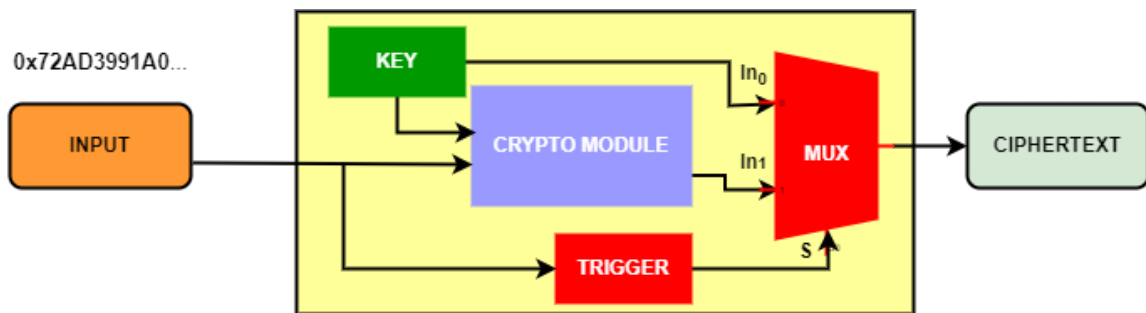 0x72AD3991A0...
INPUT
KEY
CRYPTO MODULE
TRIGGER
In₀
In₁
MUX
S
CIPHERTEXT